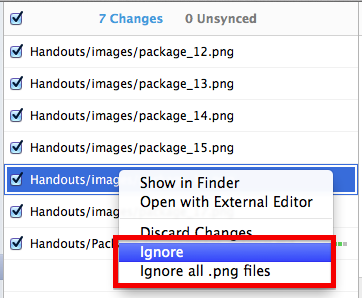 7 Changes 0 Unsynced
Handouts/images/package_12.png
Handouts/images/package_13.png
Handouts/images/package_14.png
Handouts/images/package_15.png
Handouts/imag
Show in Finder
Handouts/imag
Open with External Editor
Handouts/Pac
Discard Changes
Ignore
Ignore all .png files